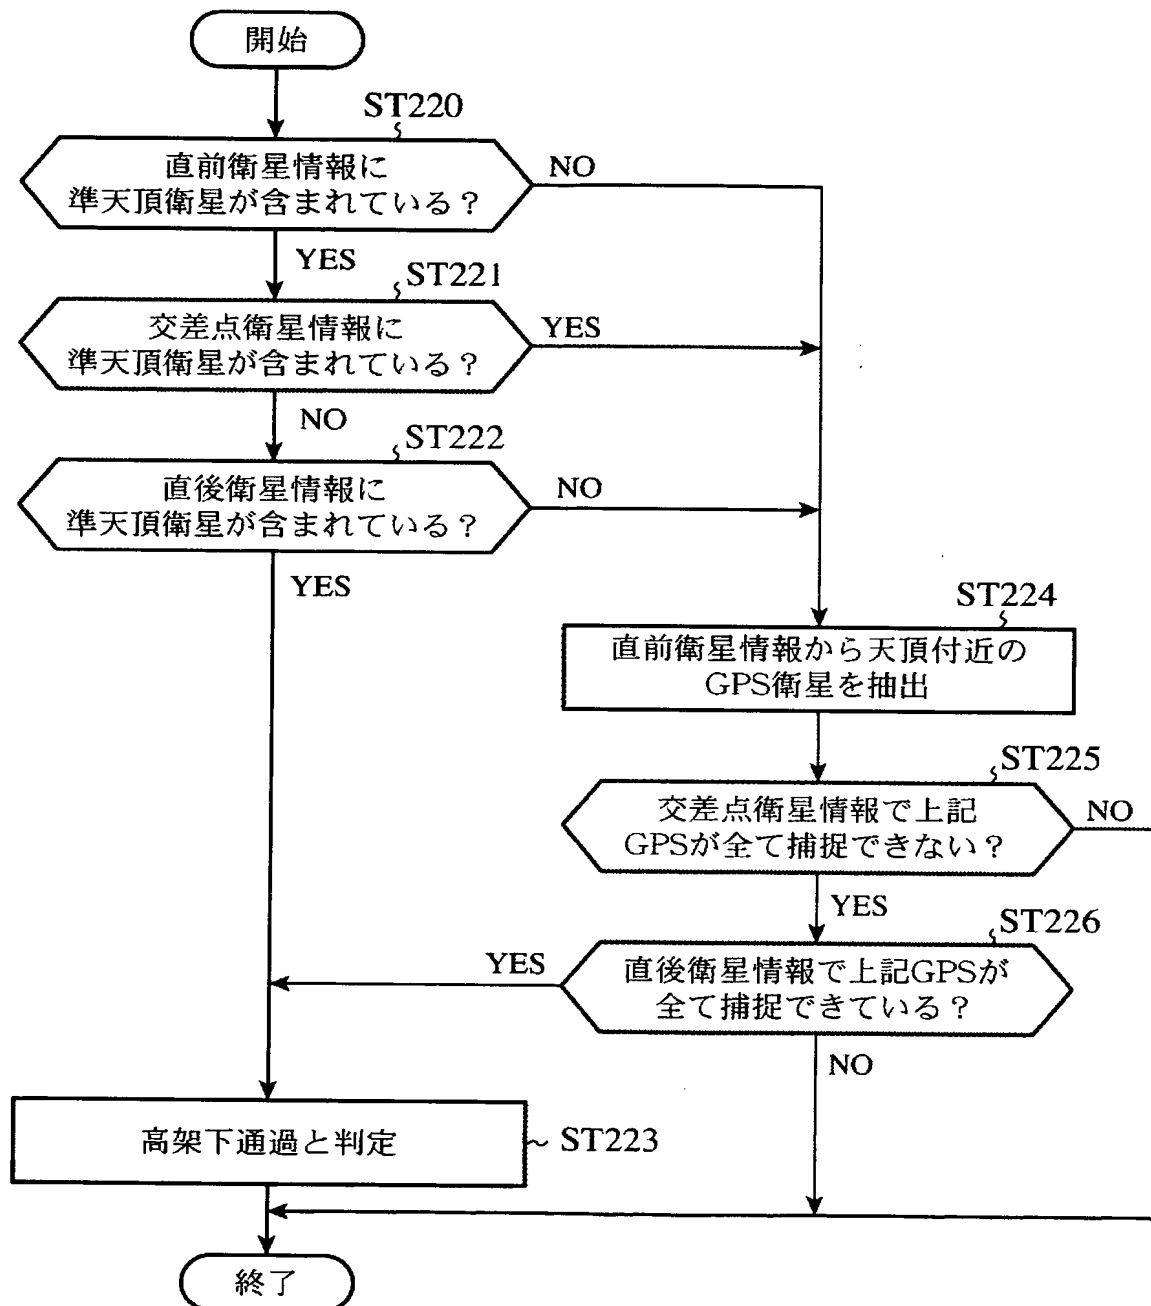 開始
ST220
直前衛星情報に
準天頂衛星が含まれている？
NO
YES
ST221
交差点衛星情報に
準天頂衛星が含まれている？
YES
NO
ST222
直後衛星情報に
準天頂衛星が含まれている？
NO
YES
ST224
直前衛星情報から天頂付近の
GPS衛星を抽出
ST225
交差点衛星情報で上記
GPSが全て捕捉できない？
NO
YES
ST226
直後衛星情報で上記GPSが
全て捕捉できている？
YES
NO
高架下通過と判定
ST223
終了